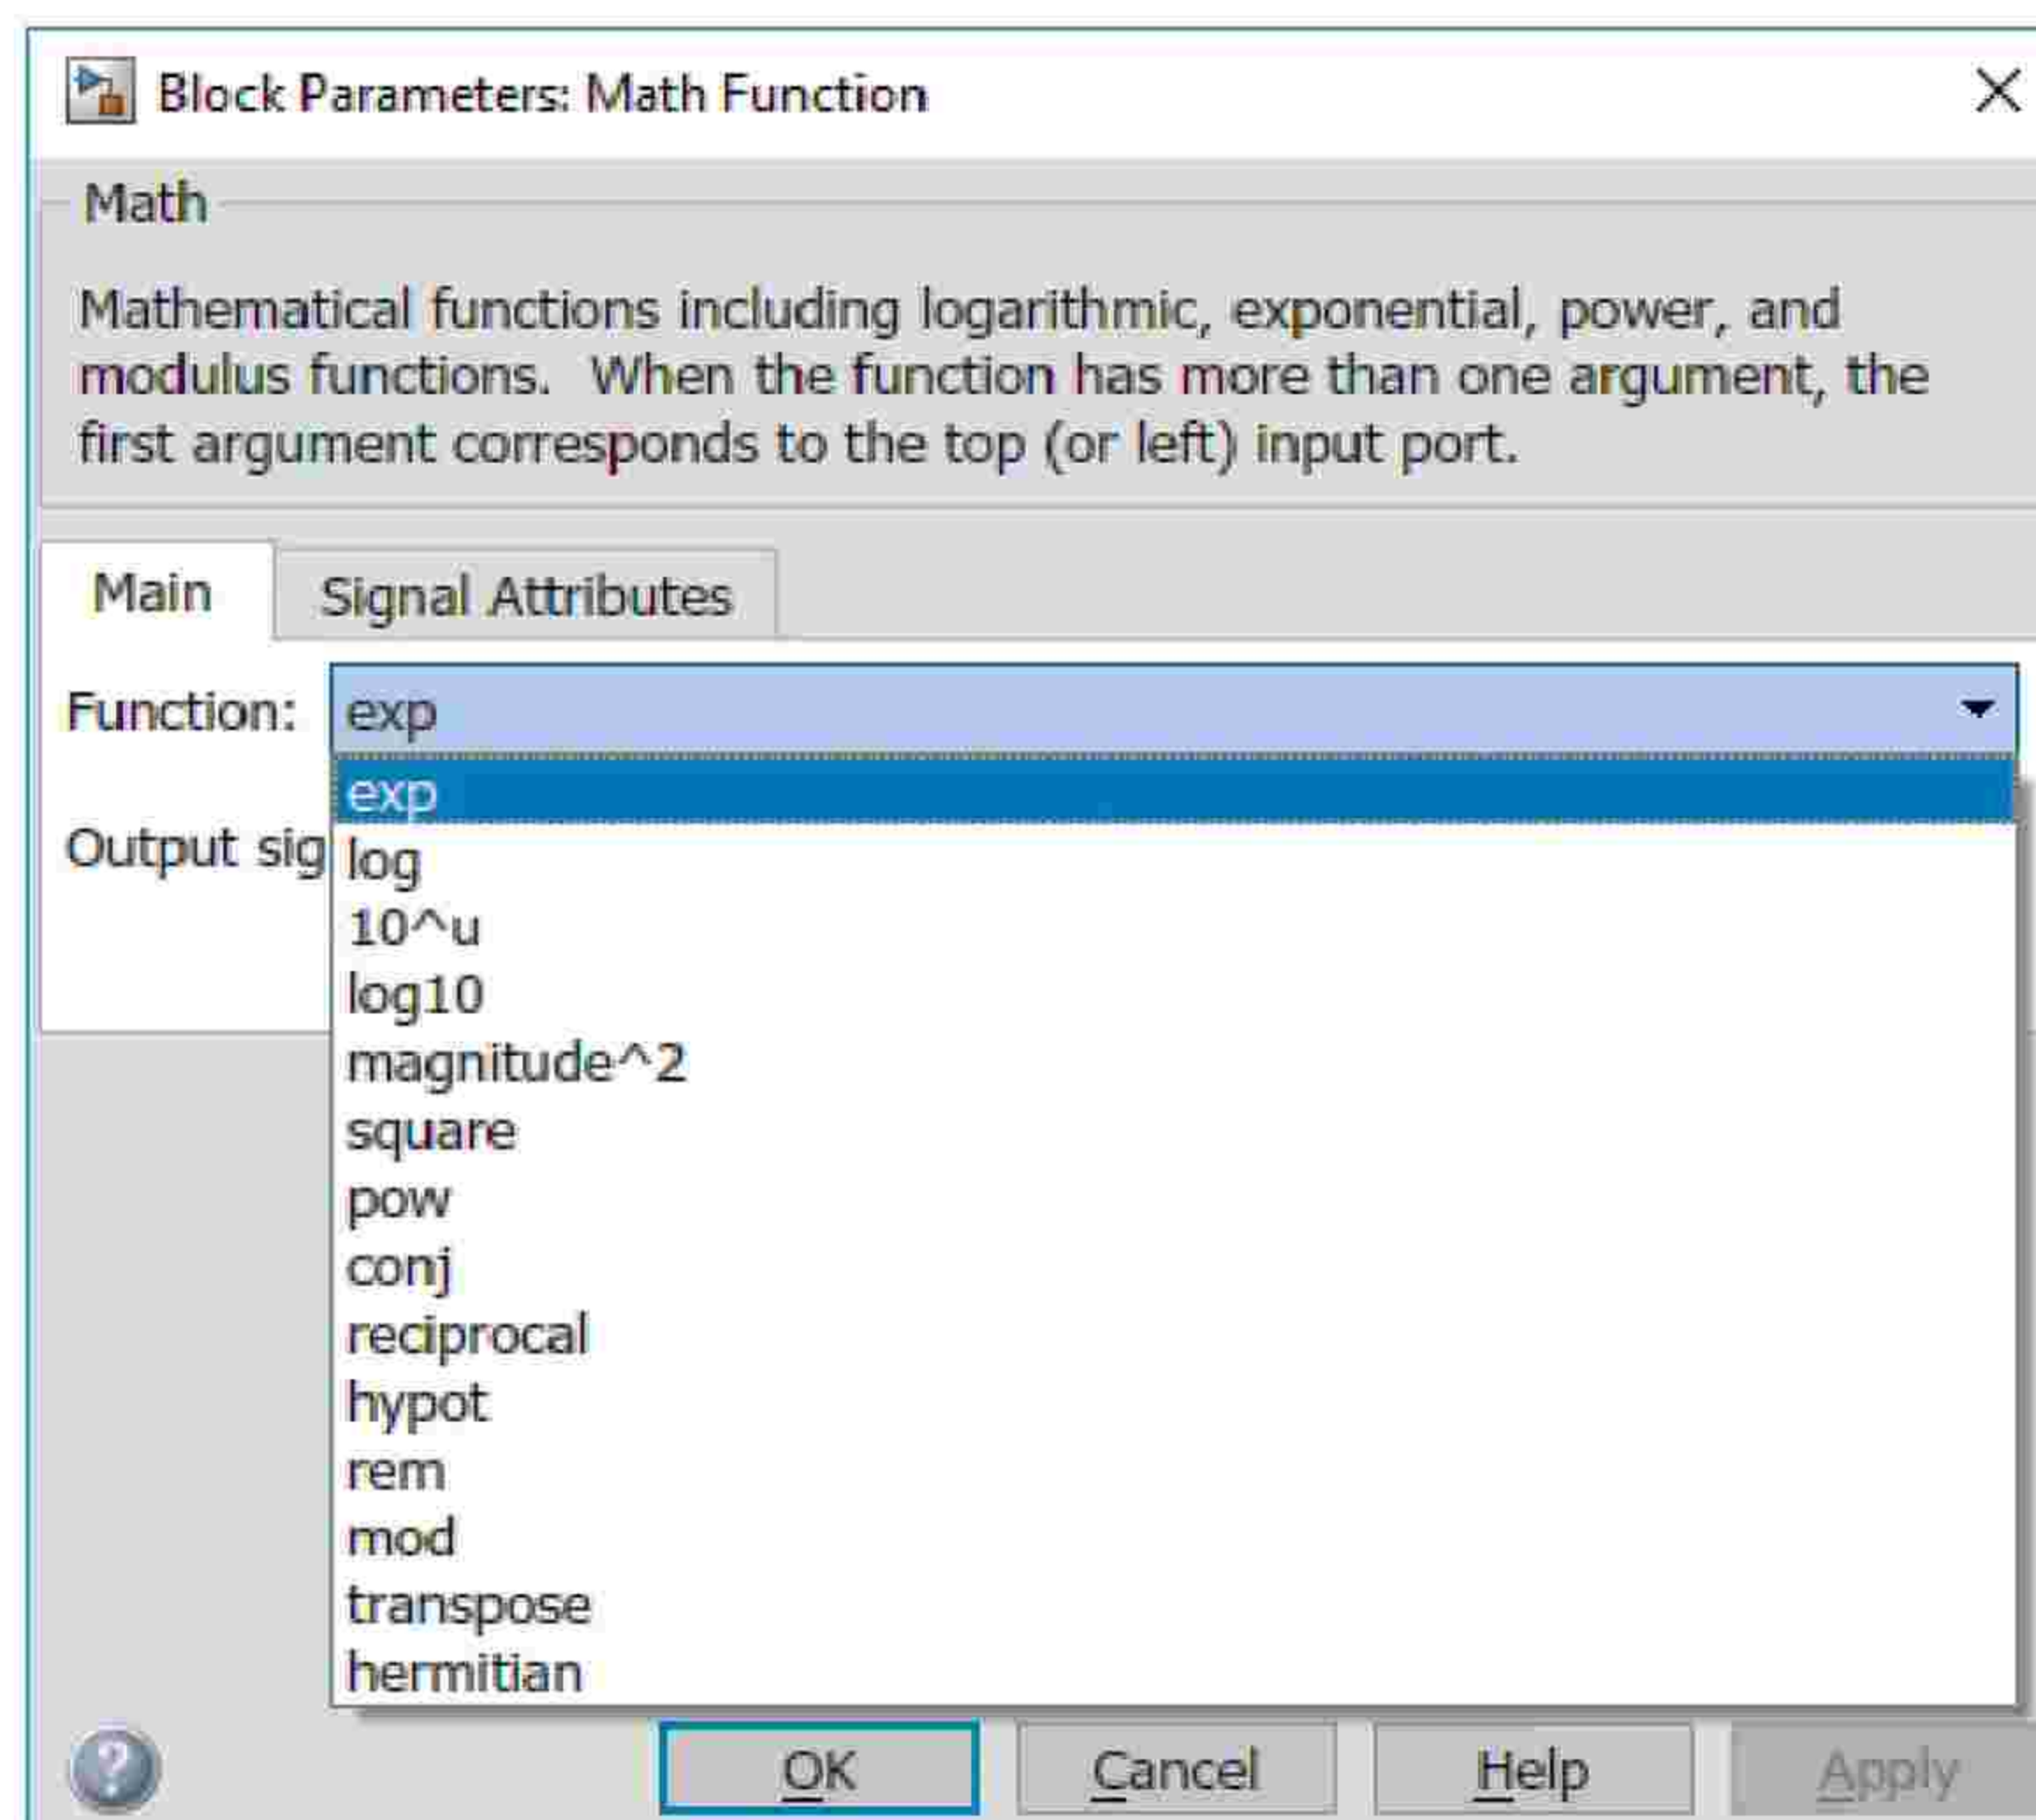 Block Parameters: Math Function
Math
Mathematical functions including logarithmic, exponential, power, and
modulus functions.  When the function has more than one argument, the
first argument corresponds to the top (or left) input port.
Main
Signal Attributes
Function: exp
exp
Output sig
log
10^u
log10
magnitude^2
square
pow
conj
reciprocal
hypot
rem
mod
transpose
hermitian
? OK Cancel Help Apply